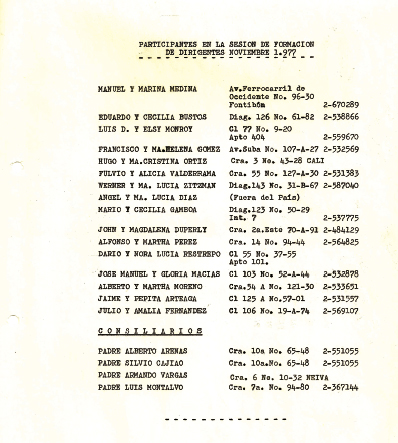 PARTICIPANTES EN LA SESION DE FORMACION
DE DIRIGENTES NOVIEMBRE 1.977
MANUEL Y MARINA MEDINA Av.Ferrocarril de
Occidente No. 96-30
Fontibón 2-670289
EDUARDO Y CECILIA BUSTOS Diag. 126 No. 61-82 2-538866
LUIS D. Y ELSY MONROY Cl 77 No. 9-20
Apto 404 2-559670
FRANCISCO Y MA.HELENA GOMEZ Av.Suba No. 107-A-27 2-532569
HUGO Y MA.CRISTINA ORTIZ Cra. 3 No. 43-28 CALI
FULVIO Y ALICIA VALDERRAMA Cra. 55 No. 127-A-30 2-531383
WERNER Y MA. LUCIA ZITZMAN Diag.143 No. 31-B-67 2-587040
ANGEL Y MA. LUCIA DIAZ (Fuera del País)
MARIO Y CECILIA GAMBOA Diag.123 No. 50-29
Int. 7 2-537775
JOHN Y MAGDALENA DUPERLY Cra. 2a.Este 70-A-91 2-484129
ALFONSO Y MARTHA PEREZ Cra. 14 No. 94-44 2-564825
DARIO Y NORA LUCIA RESTREPO Cl 55 No. 37-55
Apto 101.
JOSE MANUEL Y GLORIA MACIAS Cl 103 No. 52-A-44 2-532878
ALBERTO Y MARTHA MORENO Cra.54 A No. 121-30 2-533651
JAIME Y PEPITA ARTEAGA Cl 125 A No.57-01 2-531557
JULIO Y AMALIA FERNANDEZ Cl 106 No. 19-A-74 2-569107
C O N S I L I A R I O S
PADRE ALBERTO ARENAS Cra. 10a No. 65-48 2-551055
PADRE SILVIO CAJIAO Cra. 10a.No. 65-48 2-551055
PADRE ARMANDO VARGAS Cra. 6 No. 10-32 NEIVA
PADRE LUIS MONTALVO Cra. 7a. No. 94-80 2-367144